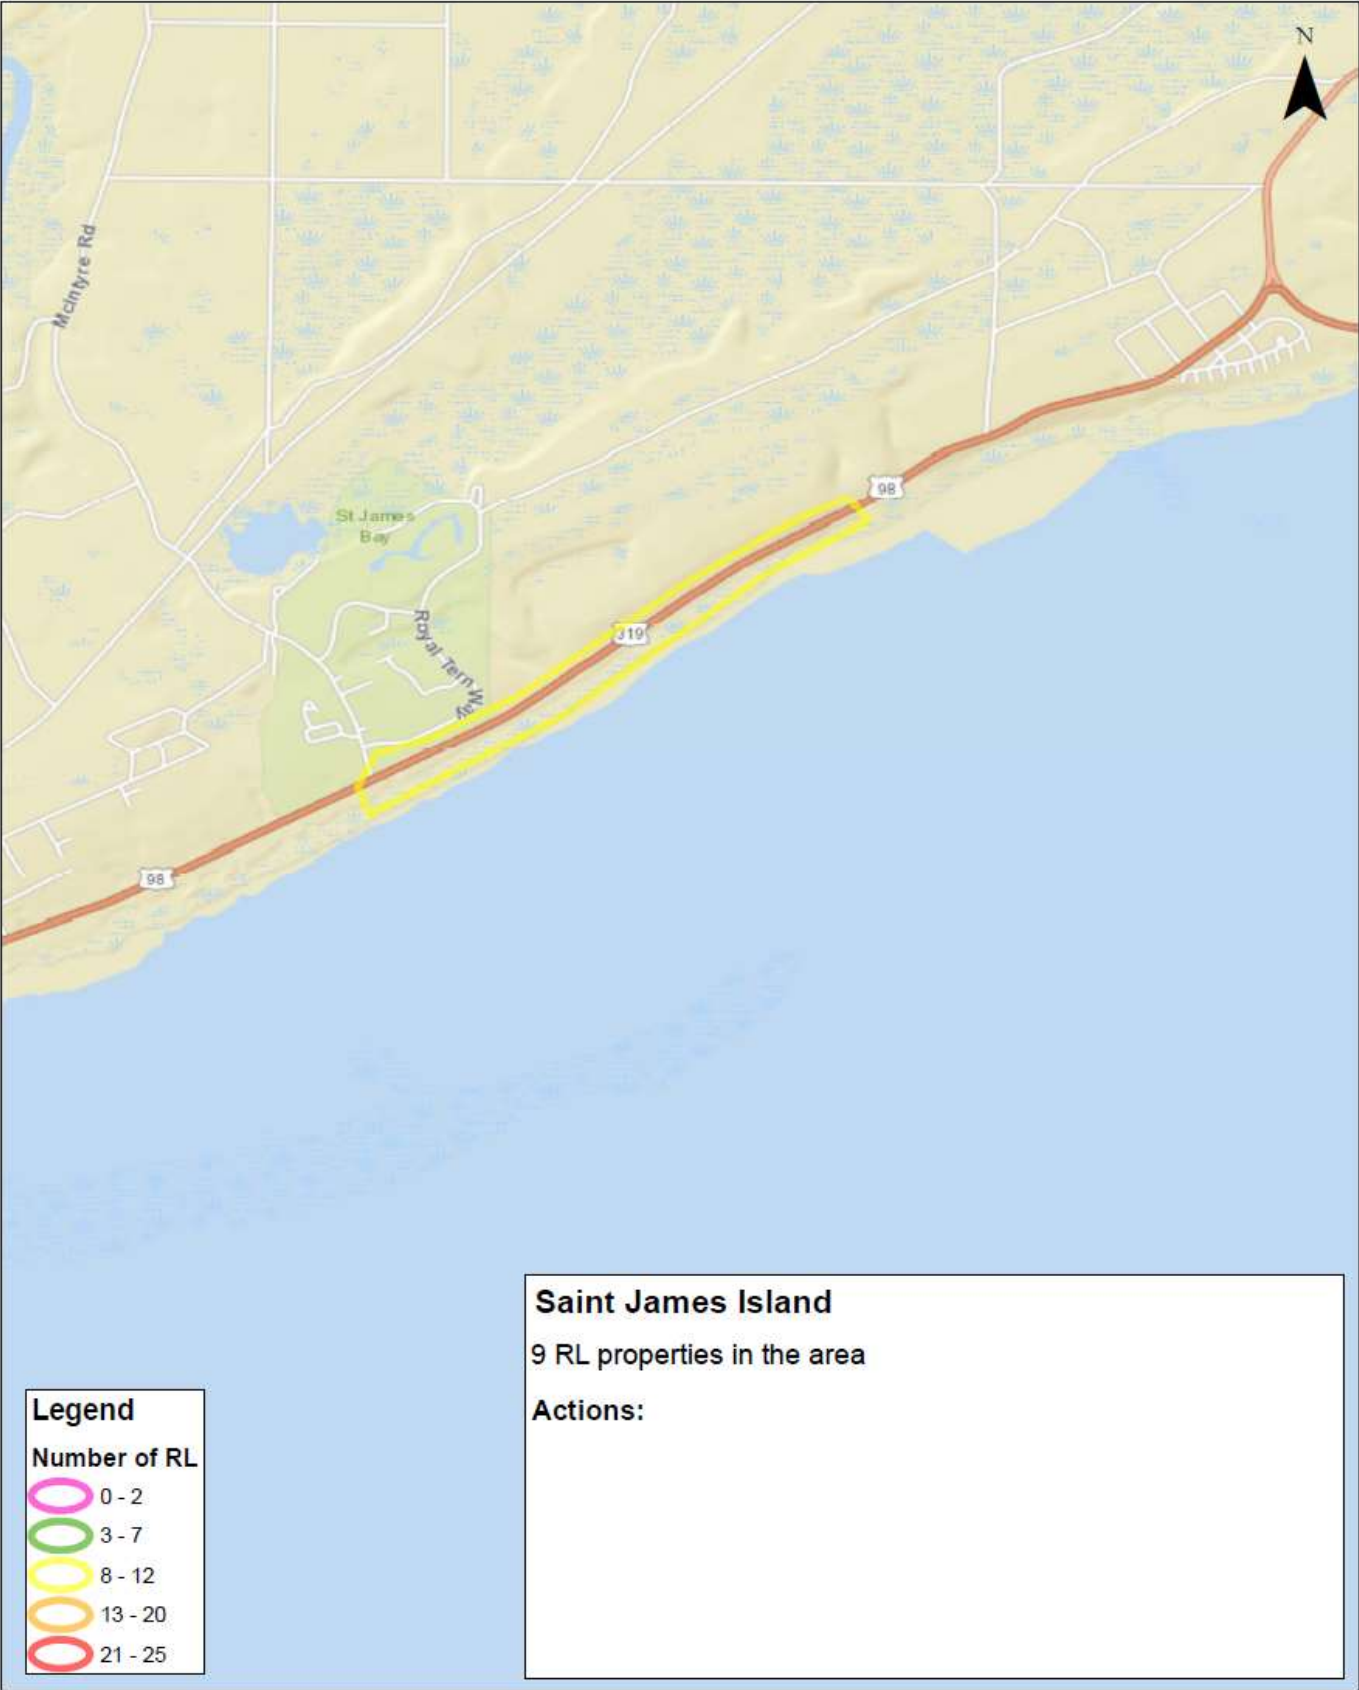 N
McIntyre Rd
98
St James
Bay
319
Royal Tern Way
98
Saint James Island
9 RL properties in the area
Actions:
Legend
Number of RL
0 - 2
3 - 7
8 - 12
13 - 20
21 - 25